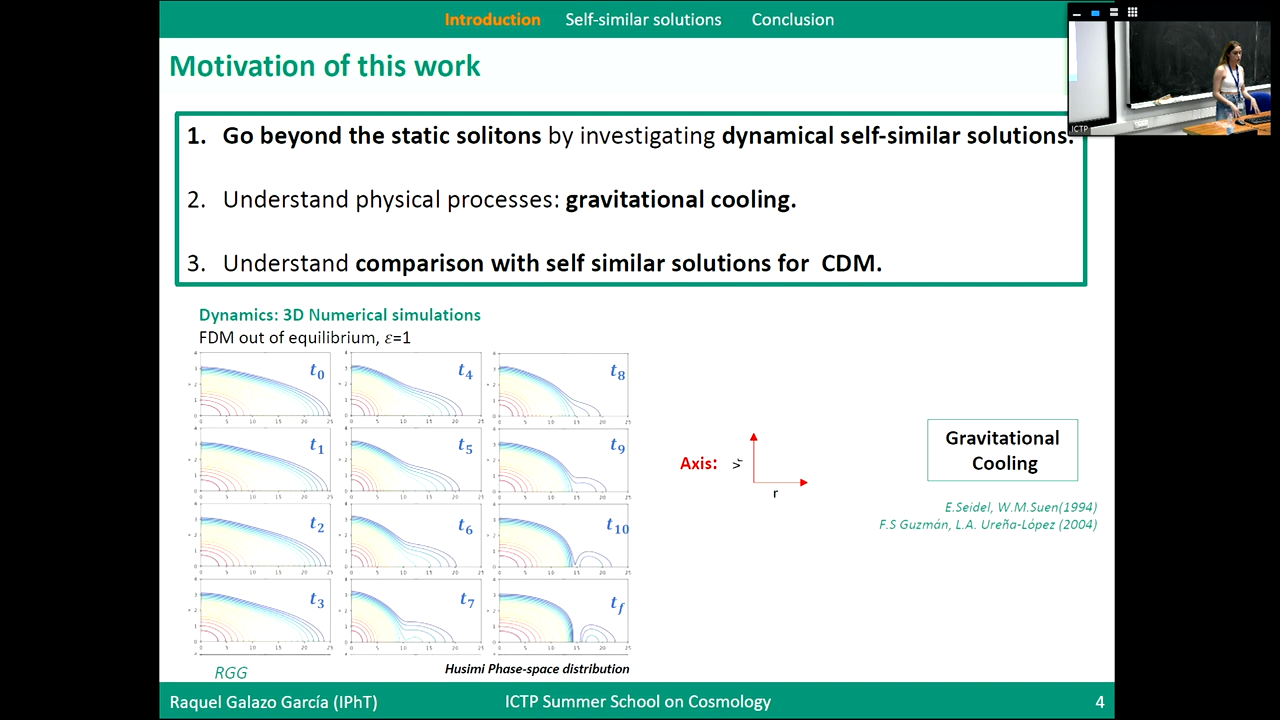 Introduction Self-similar solutions Conclusion
Motivation of this work
ICTP
1. Go beyond the static solitons by investigating dynamical self-similar solutions.
2. Understand physical processes: gravitational cooling.
3. Understand comparison with self similar solutions for CDM.
Dynamics: 3D Numerical simulations
FDM out of equilibrium, ε=1
t₀ t₄ t₈
t₁ t₅ t₉
t₂ t₆ t₁₀
t₃ t₇ t_f
Axis: vᵣ
r
Gravitational
Cooling
E.Seidel, W.M.Suen(1994)
F.S Guzmán, L.A. Ureña-López (2004)
RGG
Husimi Phase-space distribution
Raquel Galazo García (IPhT) ICTP Summer School on Cosmology 4